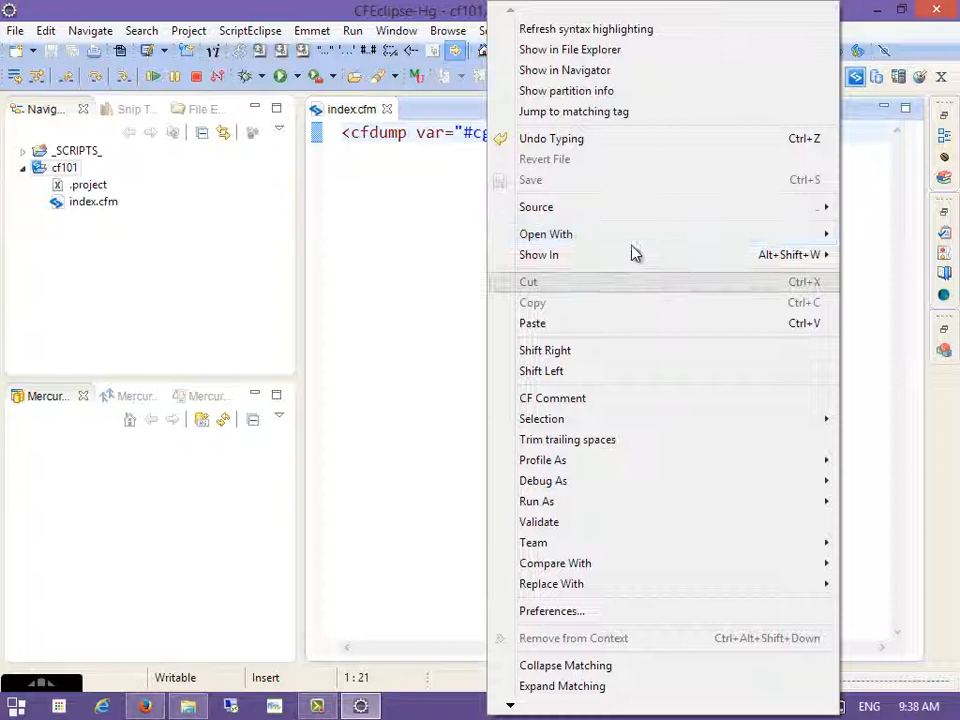 CFEclipse-Hg - cf101/
File Edit Navigate Search Project ScriptEclipse Emmet Run Window Browse
Navig... Snip T... File E...
index.cfm
_SCRIPTS_
cf101
.project
index.cfm
<cfdump var="#cg
Refresh syntax highlighting
Show in File Explorer
Show in Navigator
Show partition info
Jump to matching tag
Undo Typing Ctrl+Z
Revert File
Save Ctrl+S
Source
Open With
Show In Alt+Shift+W
Cut Ctrl+X
Copy Ctrl+C
Paste Ctrl+V
Shift Right
Shift Left
CF Comment
Selection
Trim trailing spaces
Profile As
Debug As
Run As
Validate
Team
Compare With
Replace With
Preferences...
Remove from Context Ctrl+Alt+Shift+Down
Collapse Matching
Expand Matching
Mercur... Mercur... Mercur...
Writable Insert 1 : 21
ENG 9:38 AM